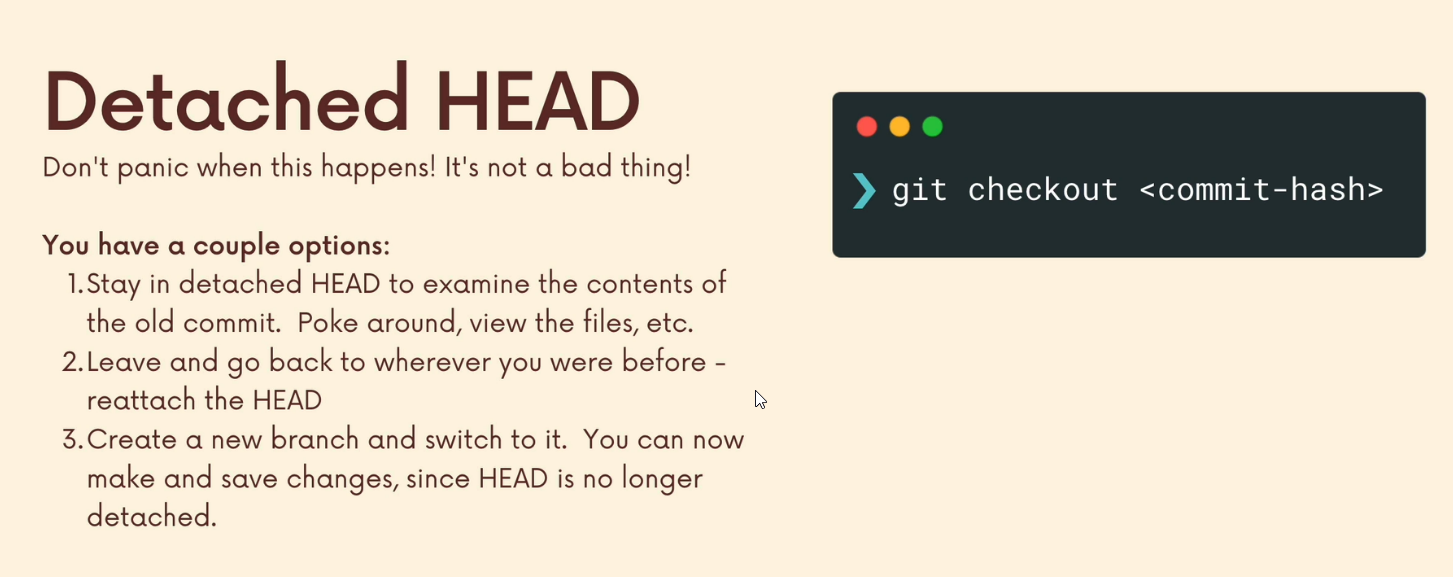 Detached HEAD
Don't panic when this happens! It's not a bad thing!
You have a couple options:
1. Stay in detached HEAD to examine the contents of
the old commit.  Poke around, view the files, etc.
2. Leave and go back to wherever you were before -
reattach the HEAD
3. Create a new branch and switch to it.  You can now
make and save changes, since HEAD is no longer
detached.
❯ git checkout <commit-hash>